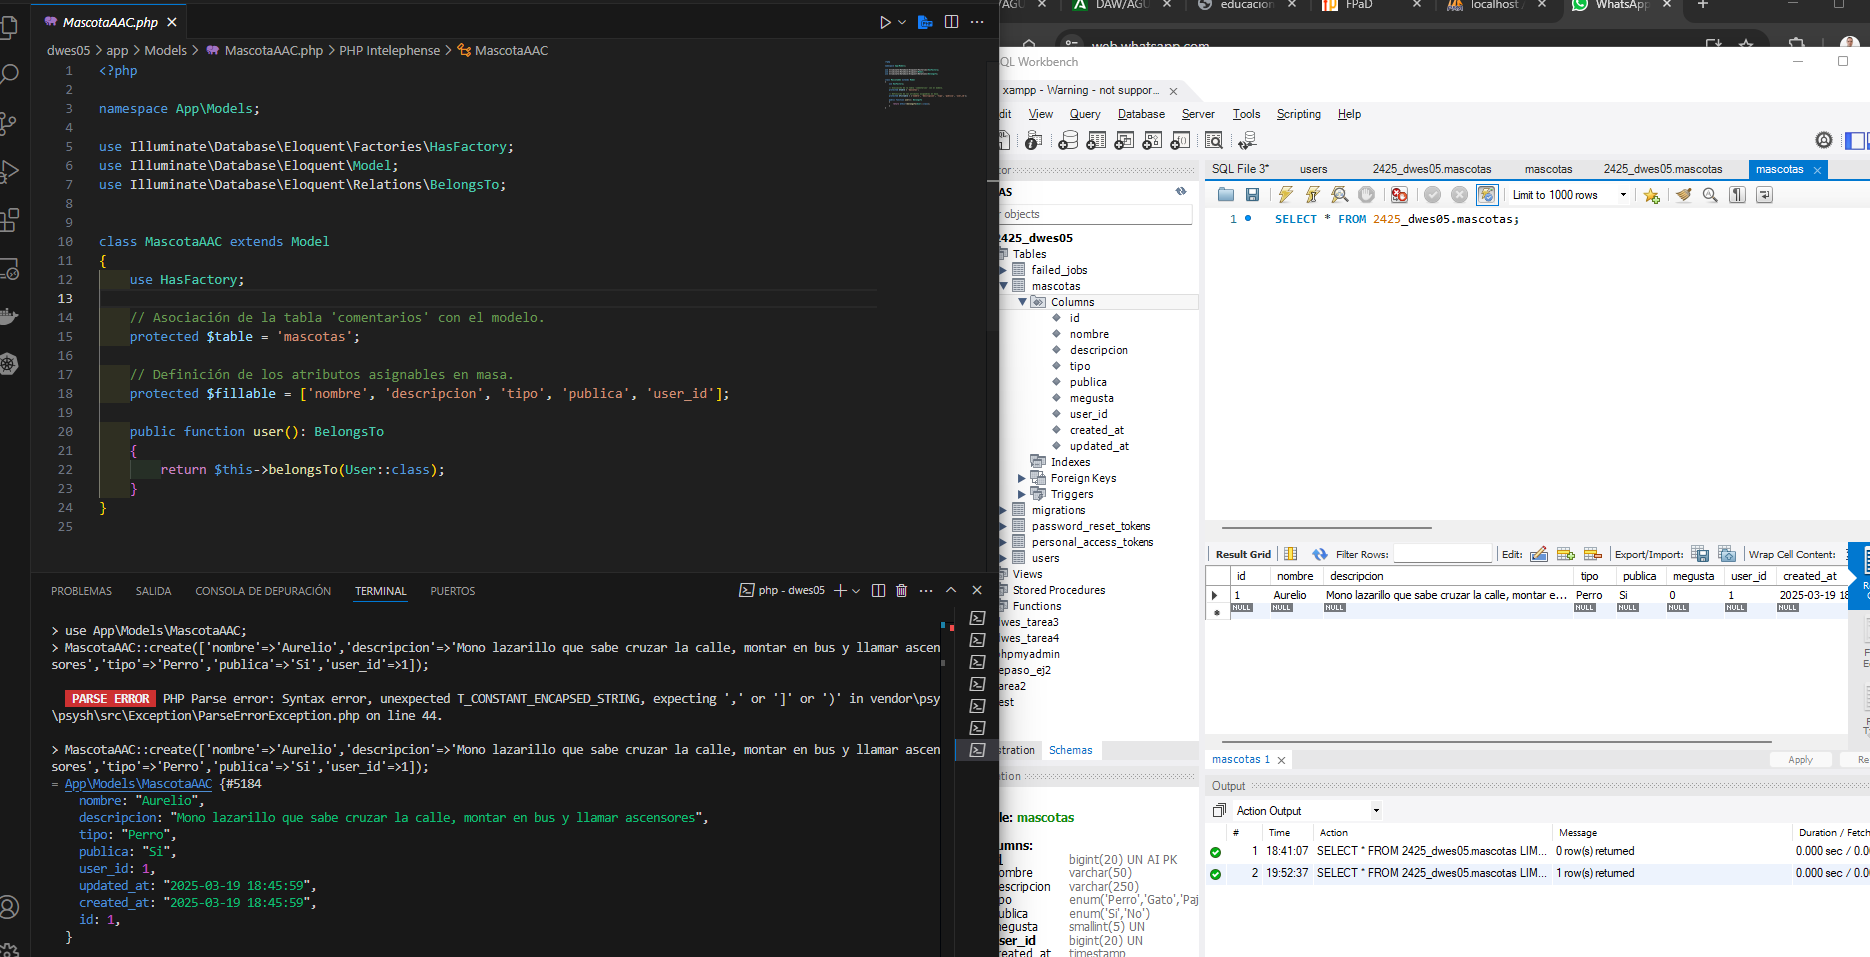 MascotaAAC.php
dwes05 > app > Models > MascotaAAC.php > PHP Intelephense > MascotaAAC
1 <?php
2
3 namespace App\Models;
4
5 use Illuminate\Database\Eloquent\Factories\HasFactory;
6 use Illuminate\Database\Eloquent\Model;
7 use Illuminate\Database\Eloquent\Relations\BelongsTo;
8
9
10 class MascotaAAC extends Model
11 {
12 use HasFactory;
13
14 // Asociación de la tabla 'comentarios' con el modelo.
15 protected $table = 'mascotas';
16
17 // Definición de los atributos asignables en masa.
18 protected $fillable = ['nombre', 'descripcion', 'tipo', 'publica', 'user_id'];
19
20 public function user(): BelongsTo
21 {
22 return $this->belongsTo(User::class);
23 }
24 }
25
PROBLEMAS SALIDA CONSOLA DE DEPURACIÓN TERMINAL PUERTOS
php - dwes05
> use App\Models\MascotaAAC;
> MascotaAAC::create(['nombre'=>'Aurelio','descripcion'=>'Mono lazarillo que sabe cruzar la calle, montar en bus y llamar ascen
sores','tipo'=>'Perro','publica'=>'Si','user_id'=>1]);
PARSE ERROR PHP Parse error: Syntax error, unexpected T_CONSTANT_ENCAPSED_STRING, expecting ',' or ']' or ')' in vendor\psy
\psysh\src\Exception\ParseErrorException.php on line 44.
> MascotaAAC::create(['nombre'=>'Aurelio','descripcion'=>'Mono lazarillo que sabe cruzar la calle, montar en bus y llamar ascen
sores','tipo'=>'Perro','publica'=>'Si','user_id'=>1]);
= App\Models\MascotaAAC {#5184
nombre: "Aurelio",
descripcion: "Mono lazarillo que sabe cruzar la calle, montar en bus y llamar ascensores",
tipo: "Perro",
publica: "Si",
user_id: 1,
updated_at: "2025-03-19 18:45:59",
created_at: "2025-03-19 18:45:59",
id: 1,
}
/AGU DAW/AGU educacion FPaD localhost / WhatsApp
web.whatsapp.com
QL Workbench
xampp - Warning - not suppor...
dit View Query Database Server Tools Scripting Help
SQL File 3* users 2425_dwes05.mascotas mascotas 2425_dwes05.mascotas mascotas
Limit to 1000 rows
1 SELECT * FROM 2425_dwes05.mascotas;
AS
r objects
2425_dwes05
Tables
failed_jobs
mascotas
Columns
id
nombre
descripcion
tipo
publica
megusta
user_id
created_at
updated_at
Indexes
Foreign Keys
Triggers
migrations
password_reset_tokens
personal_access_tokens
users
Views
Stored Procedures
Functions
wes_tarea3
wes_tarea4
hpmyadmin
epaso_ej2
area2
est
stration Schemas
tion
le: mascotas
umns:
bigint(20) UN AI PK
ombre varchar(50)
escripcion varchar(250)
po enum('Perro','Gato','Paj
ublica enum('Si','No')
negusta smallint(5) UN
ser_id bigint(20) UN
eated_at timestamp
Result Grid Filter Rows: Edit: Export/Import: Wrap Cell Content:
id nombre descripcion tipo publica megusta user_id created_at
1 Aurelio Mono lazarillo que sabe cruzar la calle, montar e... Perro Si 0 1 2025-03-19 18
NULL NULL NULL NULL NULL NULL NULL NULL
mascotas 1 Apply Re
Output
Action Output
# Time Action Message Duration / Fetch
1 18:41:07 SELECT * FROM 2425_dwes05.mascotas LIM... 0 row(s) returned 0.000 sec / 0.00
2 19:52:37 SELECT * FROM 2425_dwes05.mascotas LIM... 1 row(s) returned 0.000 sec / 0.00